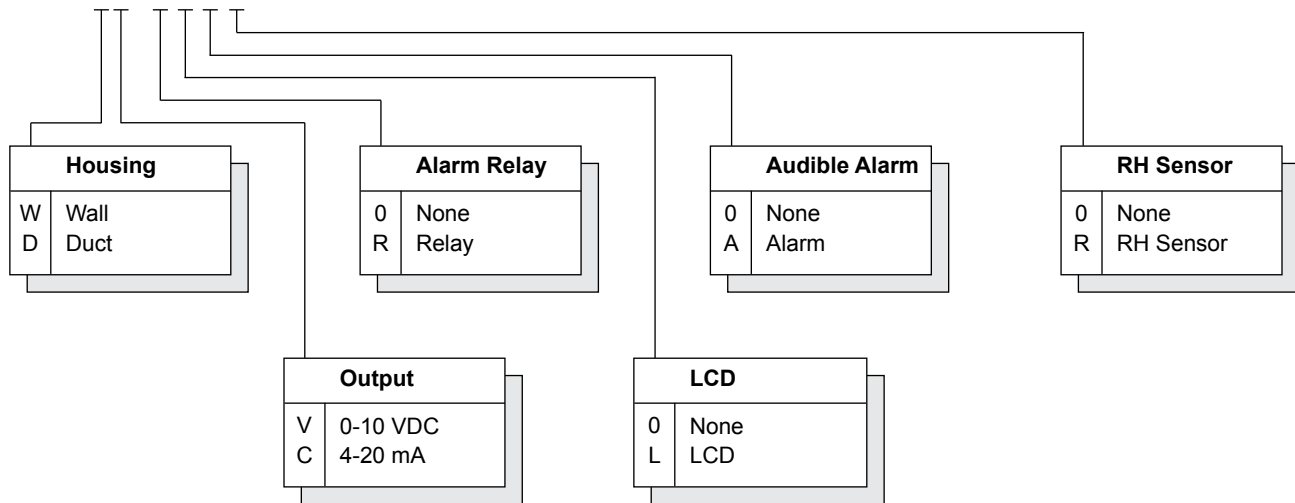 Housing
W Wall
D Duct
Alarm Relay
0 None
R Relay
Audible Alarm
0 None
A Alarm
RH Sensor
0 None
R RH Sensor
Output
V 0-10 VDC
C 4-20 mA
LCD
0 None
L LCD